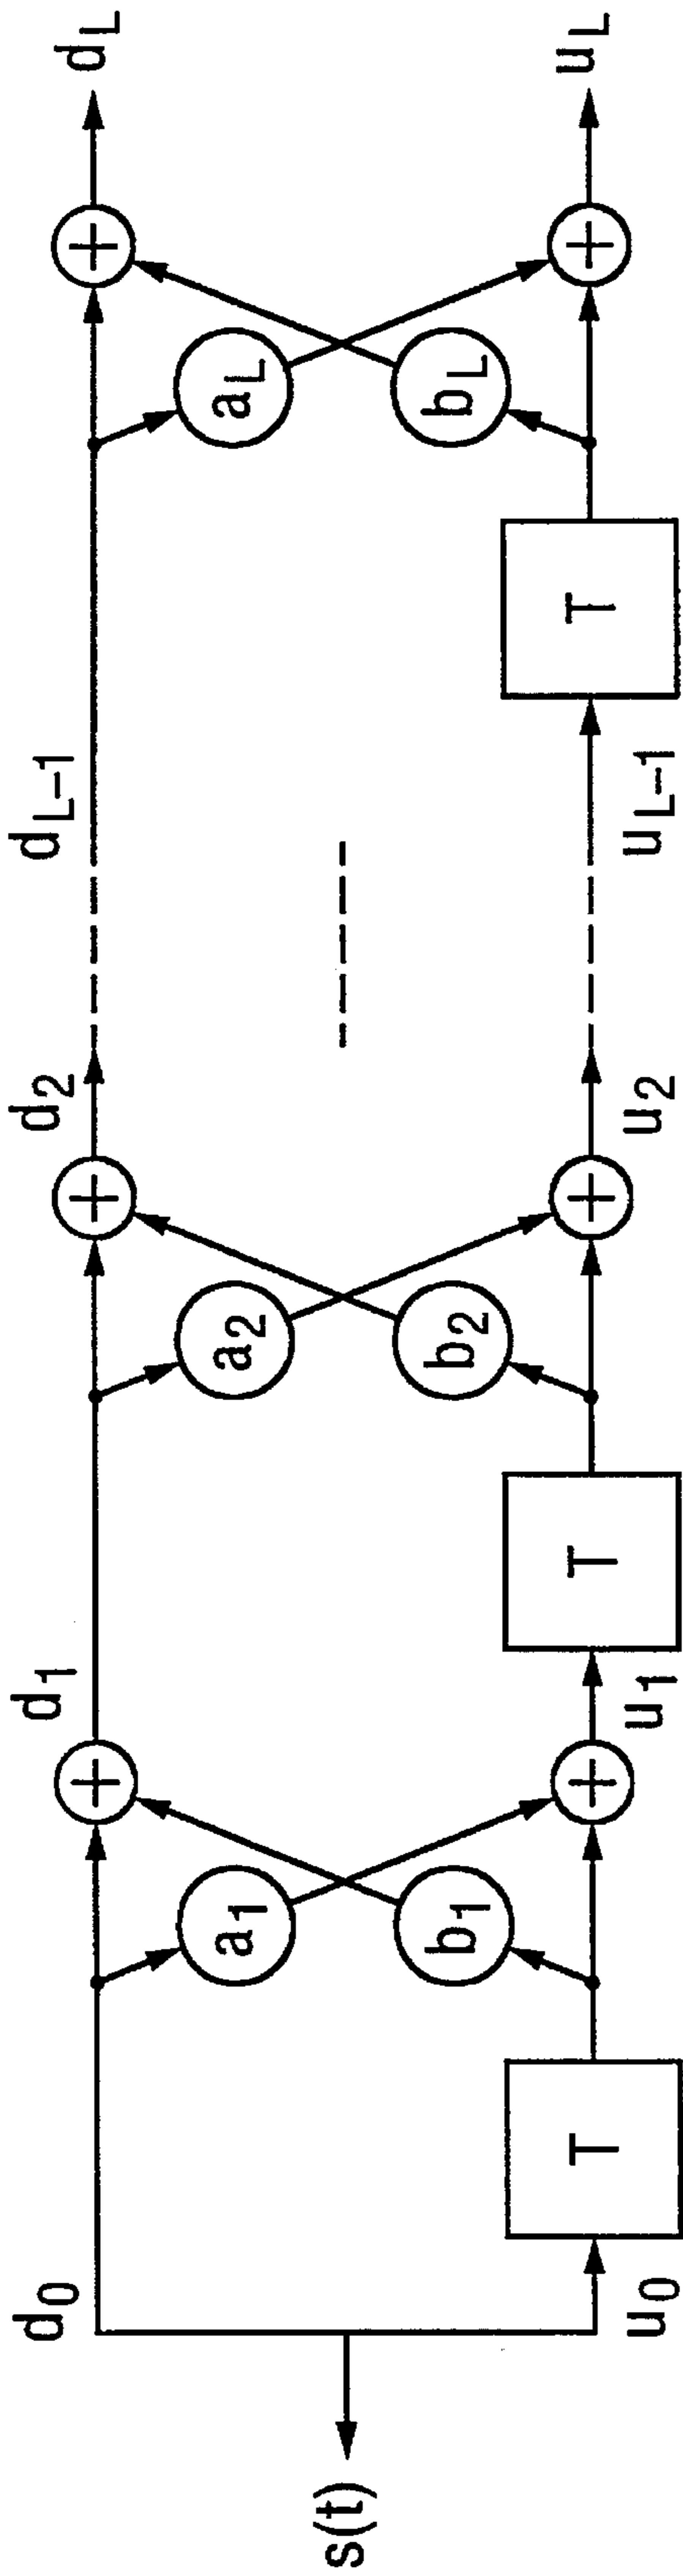 d₀ d₁ d₂ d_{L−1} d_L
a₁ a₂ a_L
s(t)
b₁ b₂ b_L
T T T
u₀ u₁ u₂ u_{L−1} u_L